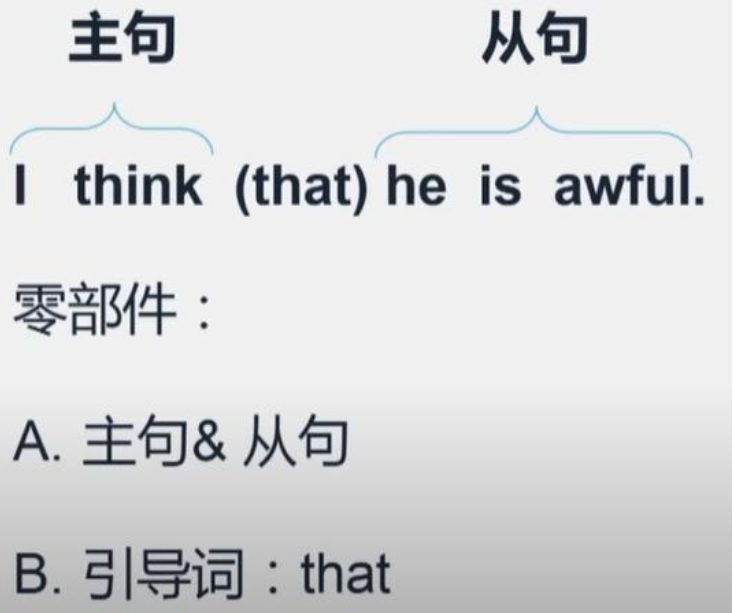 主句 从句
I think (that) he is awful.
零部件：
A. 主句& 从句
B. 引导词：that